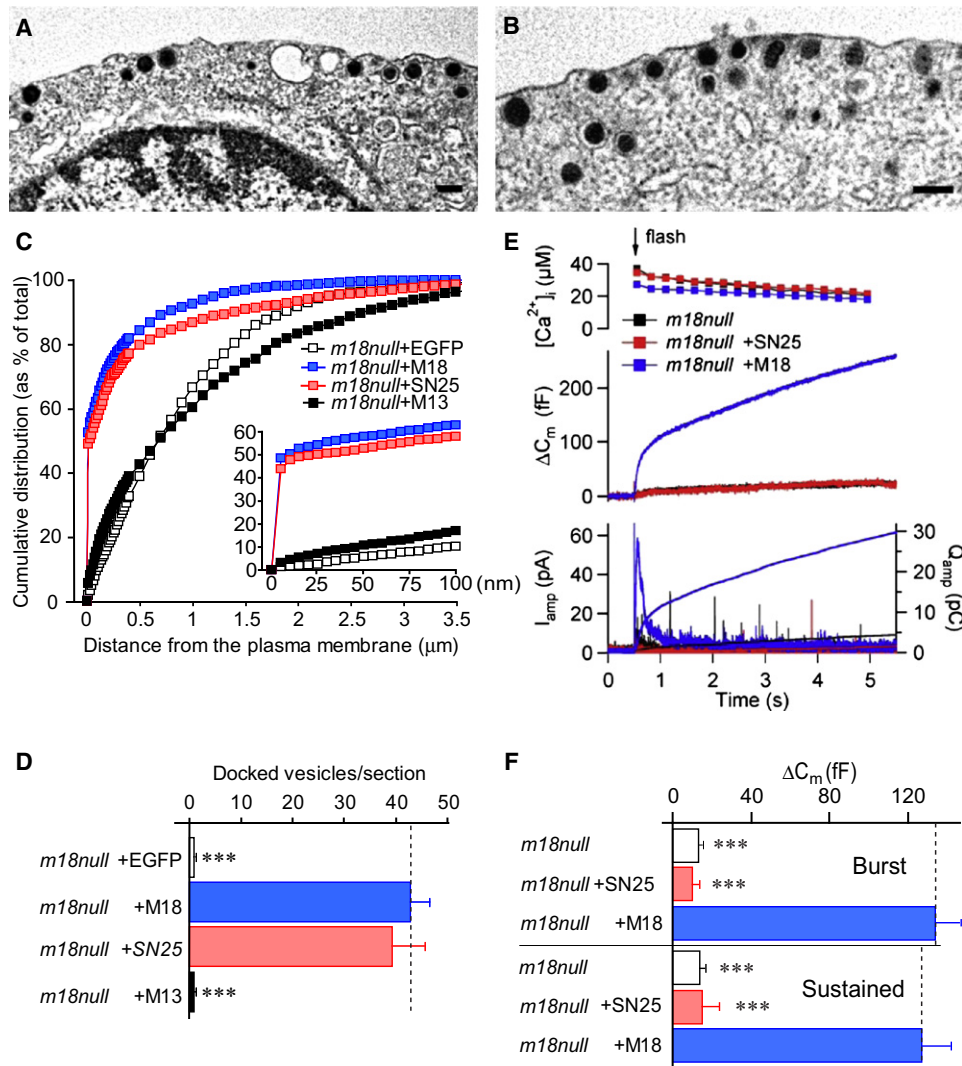 A
B
C
100
80
60
40
20
0
Cumulative distribution (as % of total)
m18null+EGFP
m18null+M18
m18null+SN25
m18null+M13
60
50
40
30
20
10
0
0 25 50 75 100 (nm)
0 0.5 1 1.5 2 2.5 3 3.5
Distance from the plasma membrane (µm)
E
flash
40
20
0
[Ca2+]i (µM)
m18null
m18null +SN25
m18null +M18
200
100
0
ΔCm (fF)
60
40
20
0
Iamp (pA)
30
20
10
0
Qamp (pC)
0 1 2 3 4 5
Time (s)
D
Docked vesicles/section
0 10 20 30 40 50
m18null +EGFP ***
m18null +M18
m18null +SN25
m18null +M13 ***
F
ΔCm (fF)
0 40 80 120
m18null ***
Burst
m18null +SN25 ***
m18null +M18
m18null ***
Sustained
m18null +SN25 ***
m18null +M18